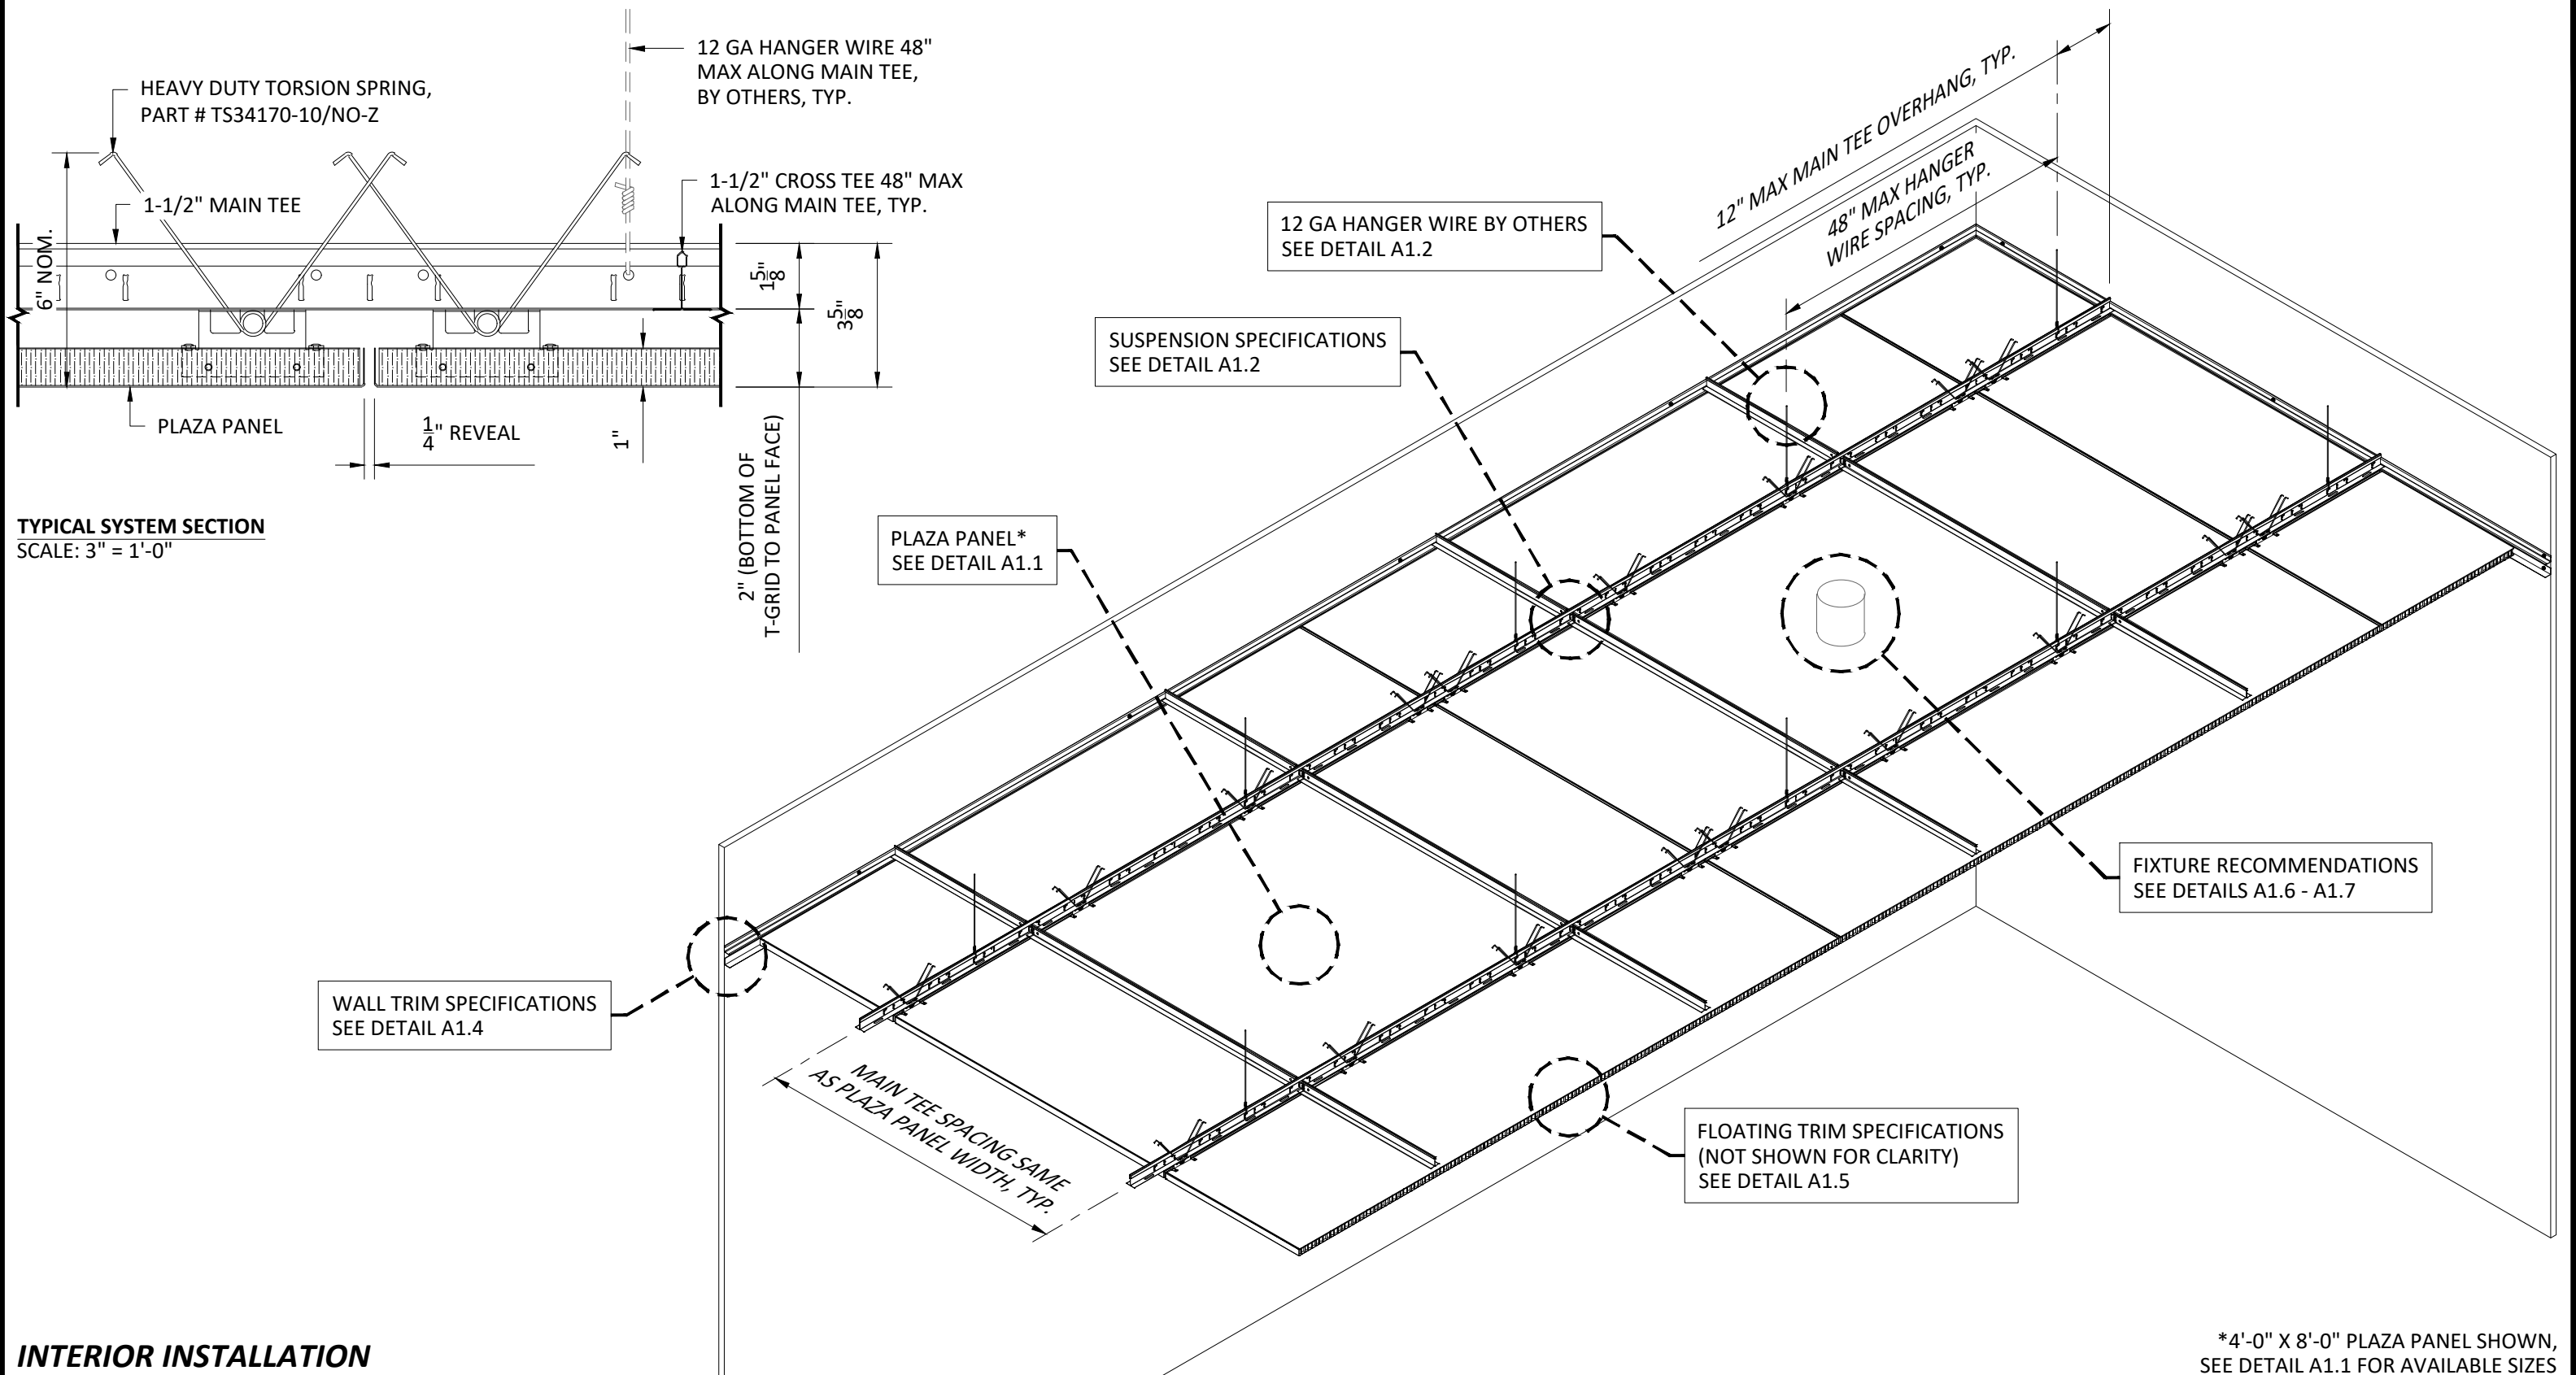 HEAVY DUTY TORSION SPRING,
PART # TS34170-10/NO-Z
12 GA HANGER WIRE 48"
MAX ALONG MAIN TEE,
BY OTHERS, TYP.
1-1/2" MAIN TEE
1-1/2" CROSS TEE 48" MAX
ALONG MAIN TEE, TYP.
6" NOM.
1 5/8"
3 5/8"
PLAZA PANEL
1/4" REVEAL
1"
2" (BOTTOM OF
T-GRID TO PANEL FACE)
TYPICAL SYSTEM SECTION
SCALE: 3" = 1'-0"
12" MAX MAIN TEE OVERHANG, TYP.
48" MAX HANGER
WIRE SPACING, TYP.
12 GA HANGER WIRE BY OTHERS
SEE DETAIL A1.2
SUSPENSION SPECIFICATIONS
SEE DETAIL A1.2
PLAZA PANEL*
SEE DETAIL A1.1
FIXTURE RECOMMENDATIONS
SEE DETAILS A1.6 - A1.7
WALL TRIM SPECIFICATIONS
SEE DETAIL A1.4
MAIN TEE SPACING SAME
AS PLAZA PANEL WIDTH, TYP.
FLOATING TRIM SPECIFICATIONS
(NOT SHOWN FOR CLARITY)
SEE DETAIL A1.5
INTERIOR INSTALLATION
*4'-0" X 8'-0" PLAZA PANEL SHOWN,
SEE DETAIL A1.1 FOR AVAILABLE SIZES